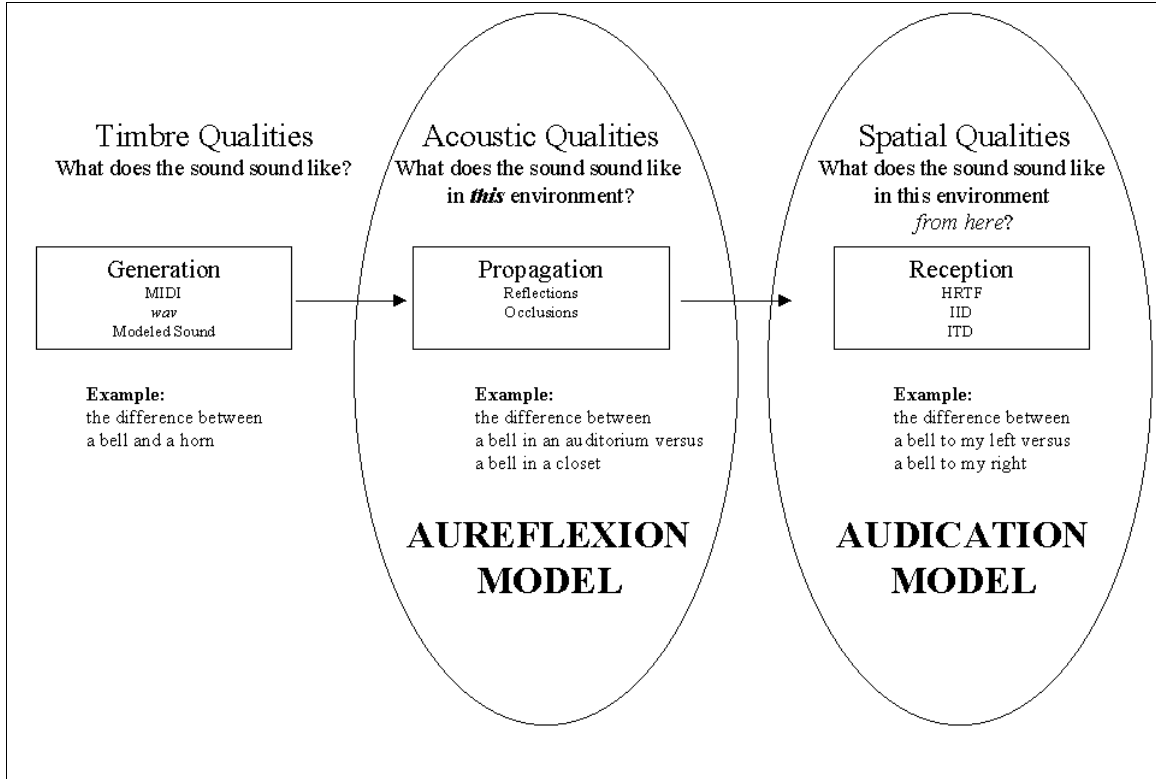 Timbre Qualities
What does the sound sound like?
Generation
MIDI
wav
Modeled Sound
Example:
the difference between
a bell and a horn
Acoustic Qualities
What does the sound sound like
in this environment?
Propagation
Reflections
Occlusions
Example:
the difference between
a bell in an auditorium versus
a bell in a closet
AUREFLEXION
MODEL
Spatial Qualities
What does the sound sound like
in this environment
from here?
Reception
HRTF
IID
ITD
Example:
the difference between
a bell to my left versus
a bell to my right
AUDICATION
MODEL